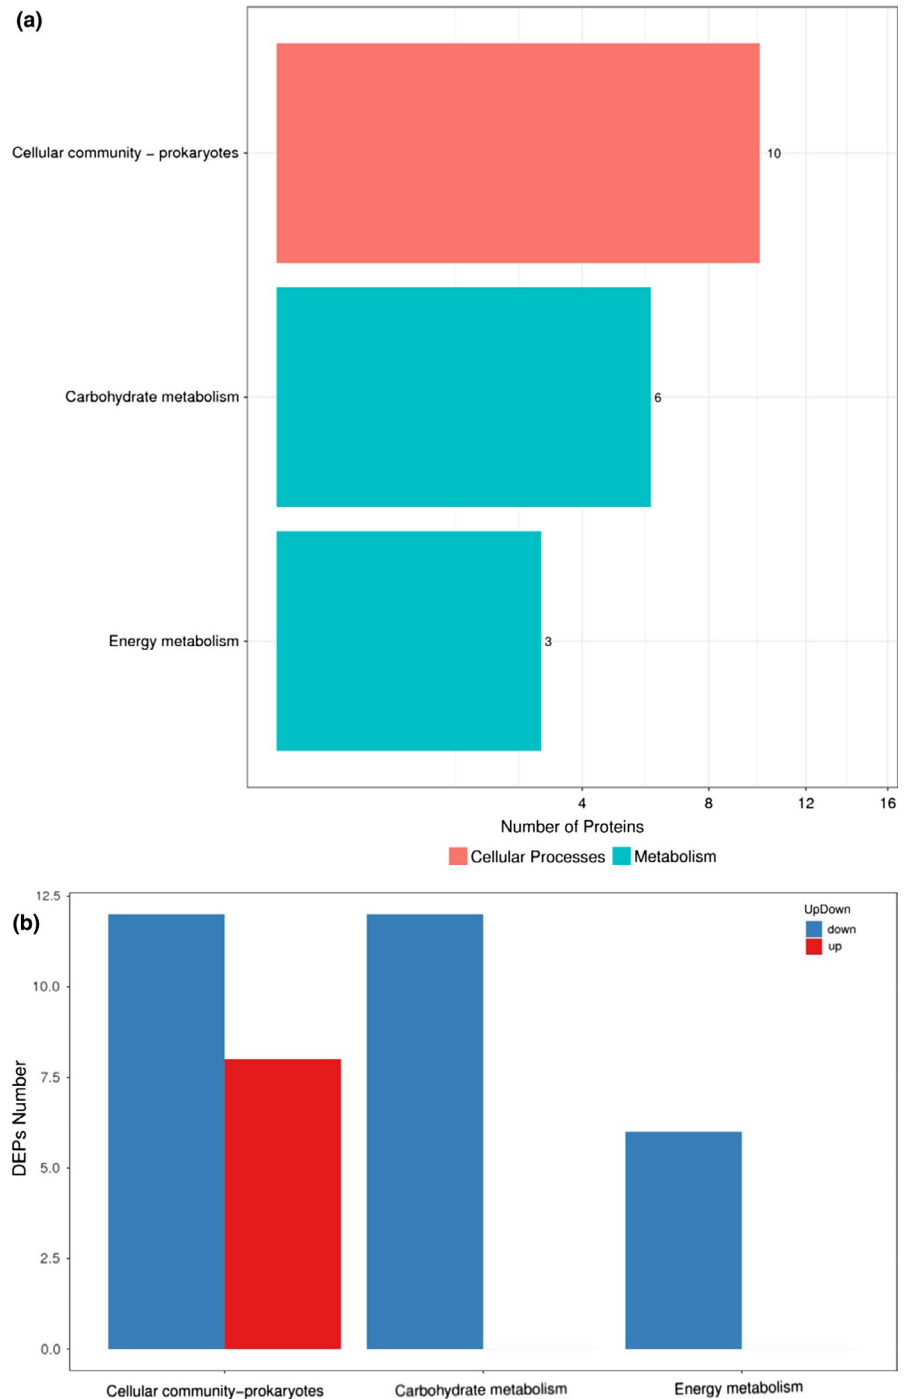 (a)
Cellular community – prokaryotes
10
Carbohydrate metabolism
6
Energy metabolism
3
4 8 12 16
Number of Proteins
Cellular Processes Metabolism
(b)
12.5
10.0
7.5
5.0
2.5
0.0
DEPs Number
UpDown
down
up
Cellular community–prokaryotes Carbohydrate metabolism Energy metabolism